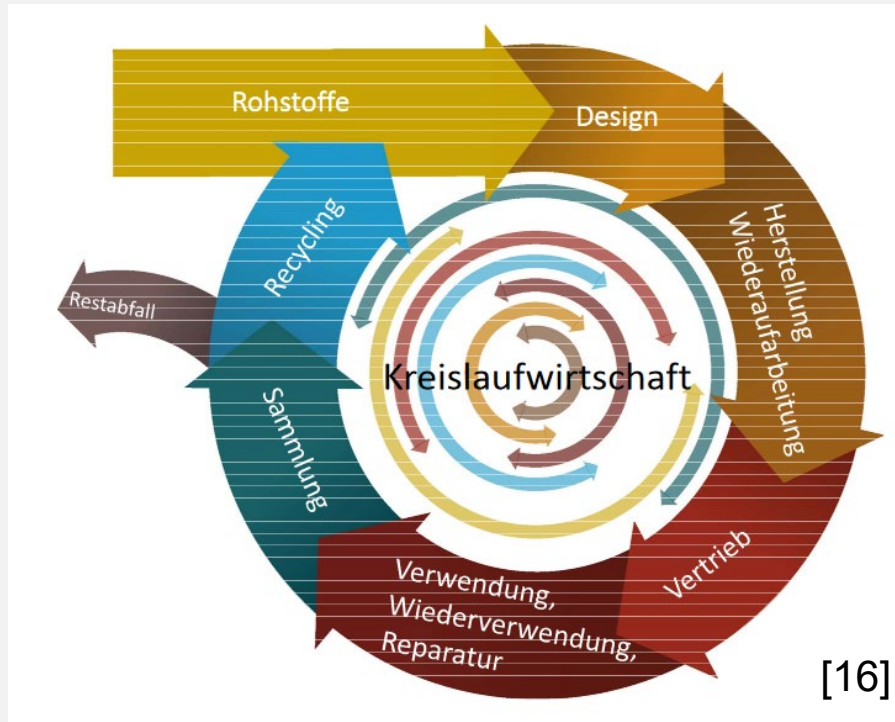 Rohstoffe
Design
Herstellung
Wiederaufarbeitung
Vertrieb
Verwendung,
Wiederverwendung,
Reparatur
Sammlung
Recycling
Restabfall
Kreislaufwirtschaft
[16]